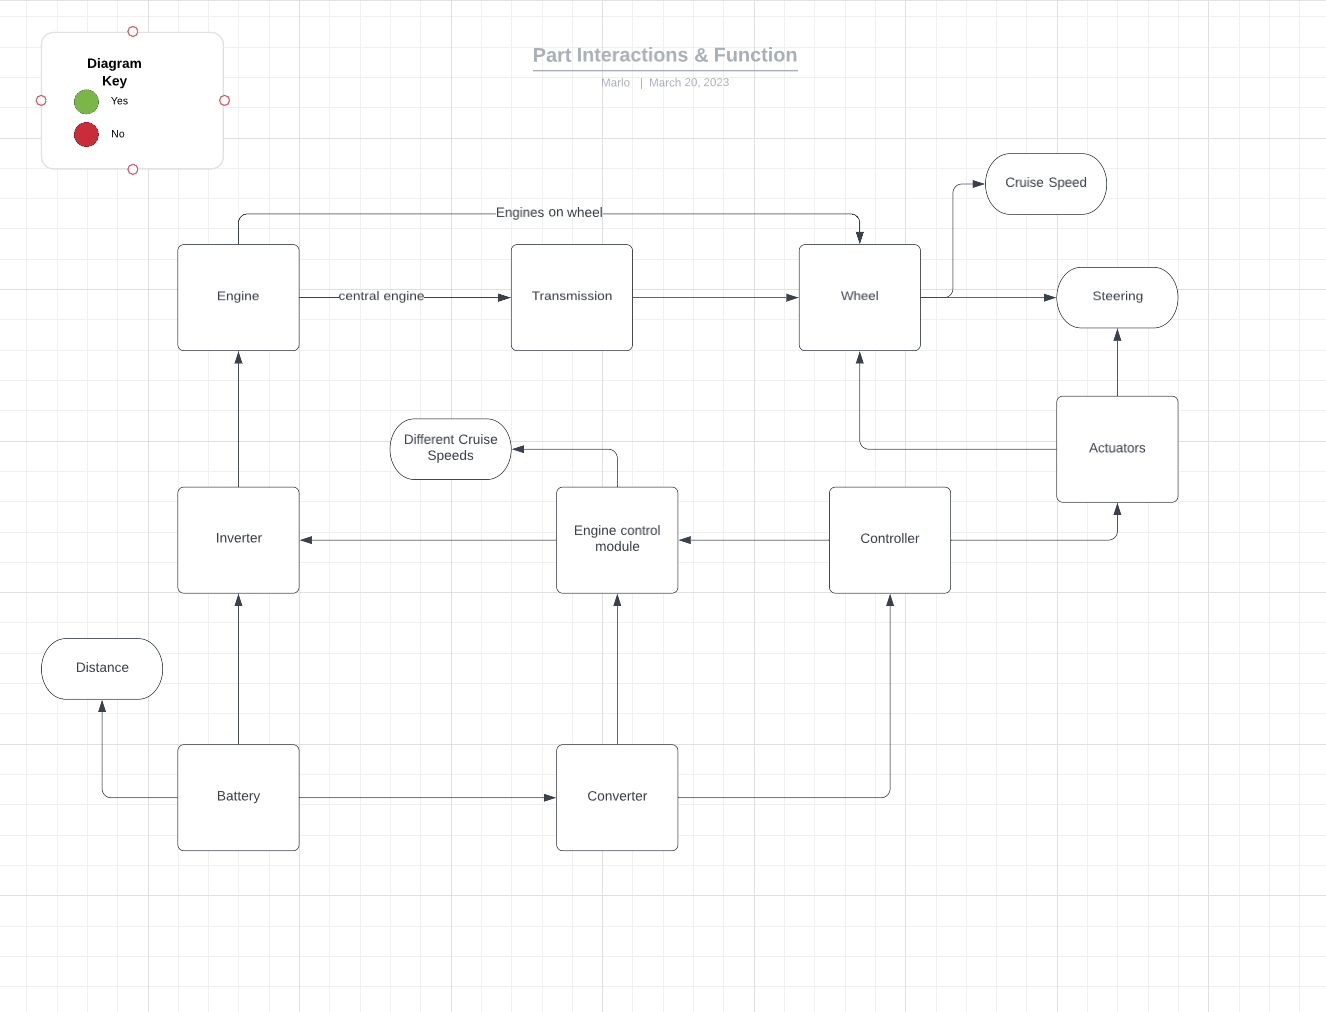 Diagram
Key
Yes
No
Part Interactions & Function
Marlo | March 20, 2023
Cruise Speed
Engines on wheel
Engine
central engine
Transmission
Wheel
Steering
Different Cruise
Speeds
Actuators
Inverter
Engine control
module
Controller
Distance
Battery
Converter